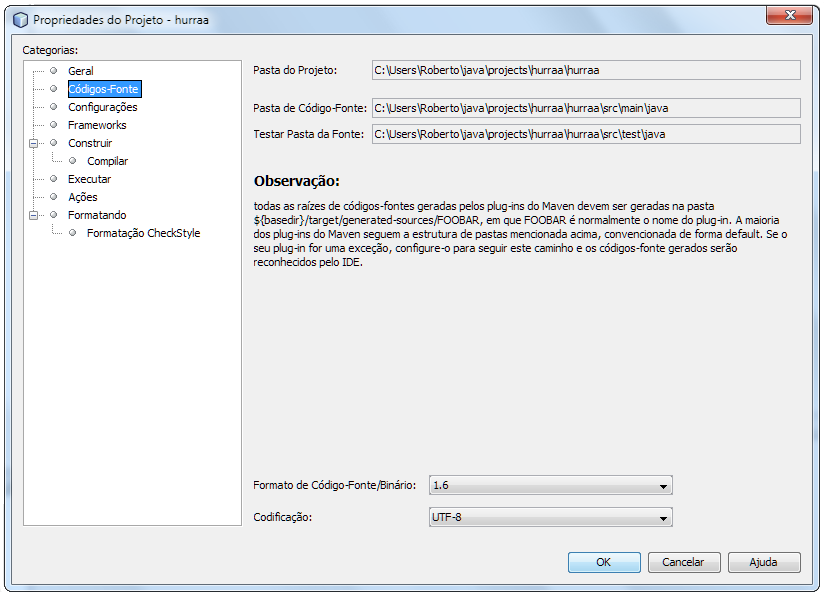 Propriedades do Projeto - hurraa
Categorias:
Geral
Códigos-Fonte
Configurações
Frameworks
Construir
Compilar
Executar
Ações
Formatando
Formatação CheckStyle
Pasta do Projeto: C:\Users\Roberto\java\projects\hurraa\hurraa
Pasta de Código-Fonte: C:\Users\Roberto\java\projects\hurraa\hurraa\src\main\java
Testar Pasta da Fonte: C:\Users\Roberto\java\projects\hurraa\hurraa\src\test\java
Observação:
todas as raízes de códigos-fontes geradas pelos plug-ins do Maven devem ser geradas na pasta
${basedir}/target/generated-sources/FOOBAR, em que FOOBAR é normalmente o nome do plug-in. A maioria
dos plug-ins do Maven seguem a estrutura de pastas mencionada acima, convencionada de forma default. Se o
seu plug-in for uma exceção, configure-o para seguir este caminho e os códigos-fonte gerados serão
reconhecidos pelo IDE.
Formato de Código-Fonte/Binário: 1.6
Codificação: UTF-8
OK Cancelar Ajuda